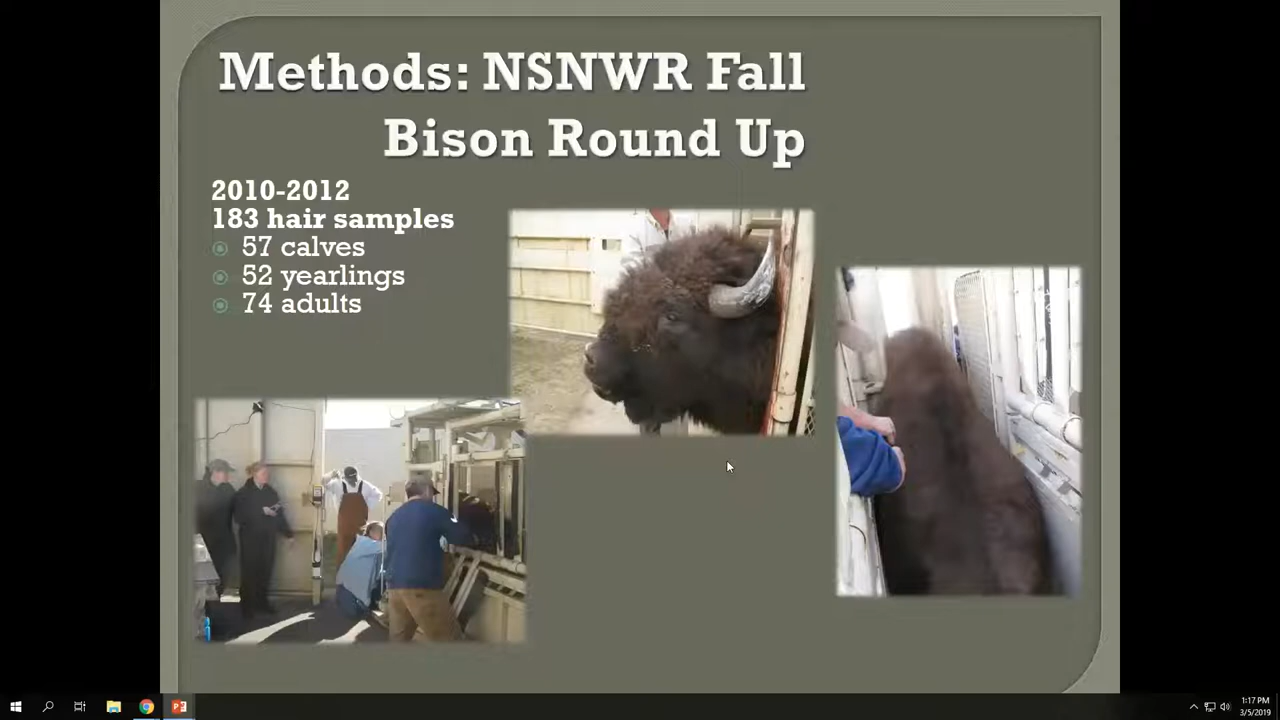 Methods: NSNWR Fall
Bison Round Up
2010-2012
183 hair samples
57 calves
52 yearlings
74 adults
1:17 PM
3/5/2019